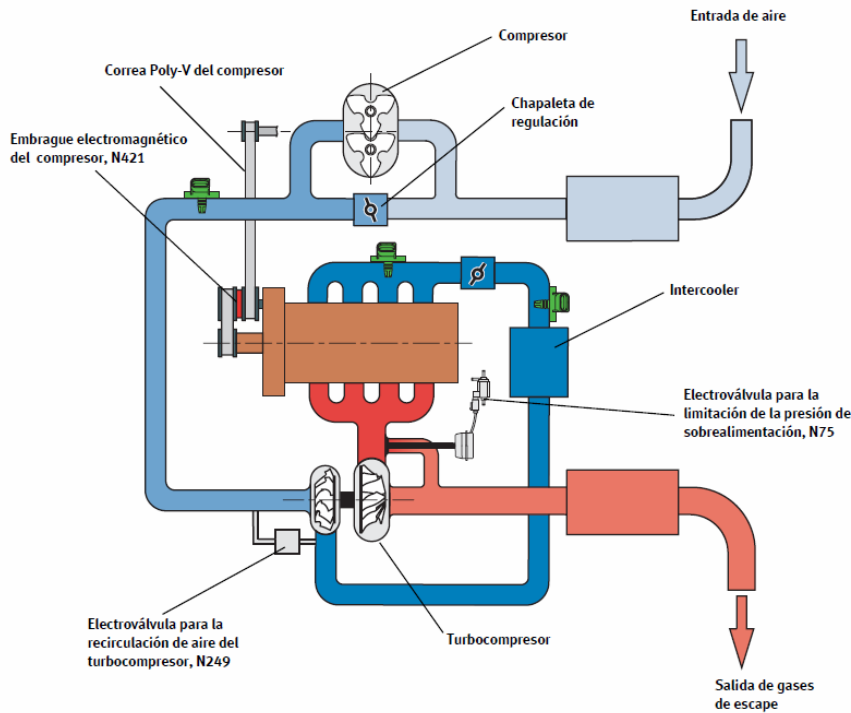 Entrada de aire
Compresor
Correa Poly-V del compresor
Chapaleta de
regulación
Embrague electromagnético
del compresor, N421
Intercooler
Electroválvula para la
limitación de la presión de
sobrealimentación, N75
Electroválvula para la
recirculación de aire del
turbocompresor, N249
Turbocompresor
Salida de gases
de escape